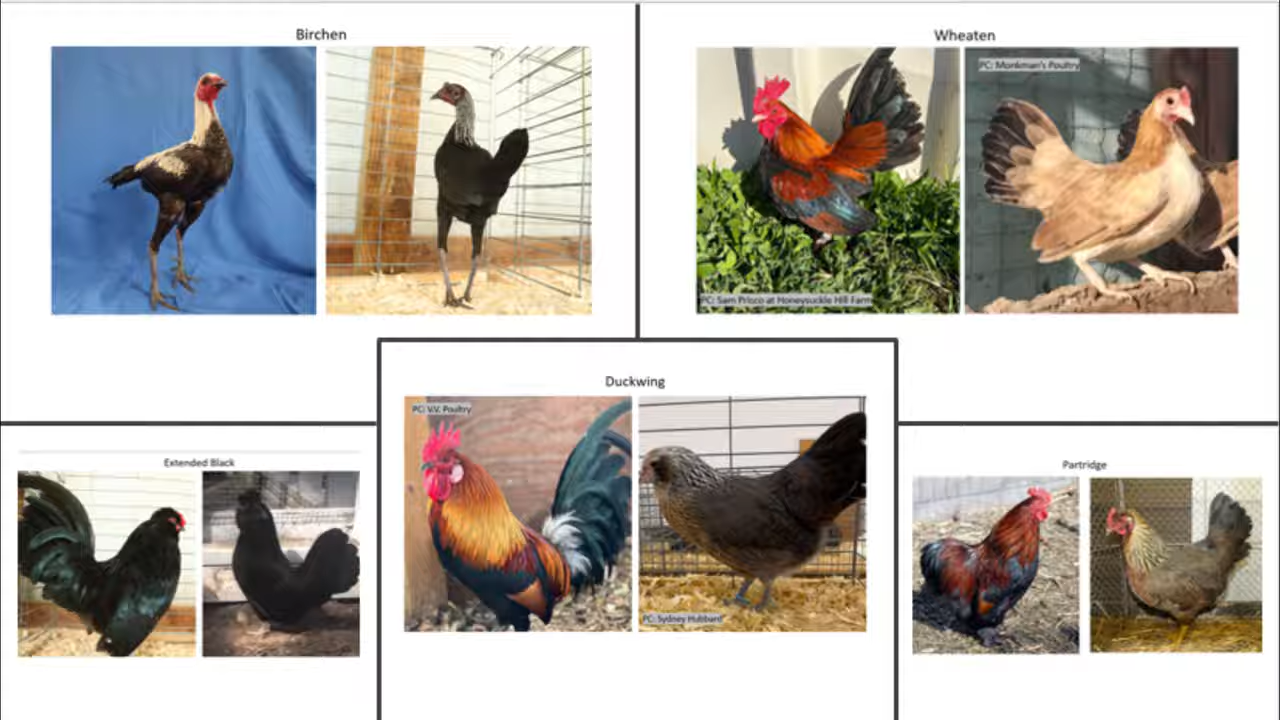 Birchen
Wheaten
PC: Monkman's Poultry
PC: Sam Prisco at Honeysuckle Hill Farm
Duckwing
PC: V.V. Poultry
PC: Sydney Hubbard
Extended Black
Partridge